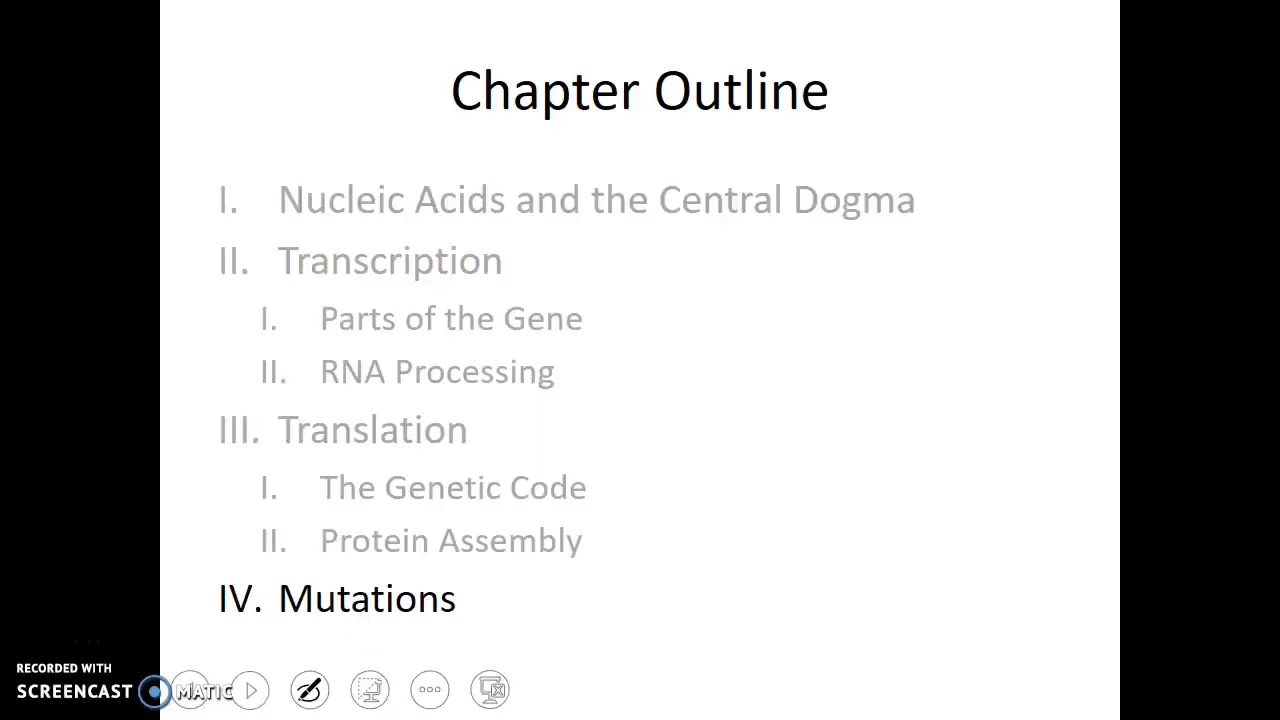 Chapter Outline
I. Nucleic Acids and the Central Dogma
II. Transcription
I. Parts of the Gene
II. RNA Processing
III. Translation
I. The Genetic Code
II. Protein Assembly
IV. Mutations
RECORDED WITH
SCREENCAST MATIC